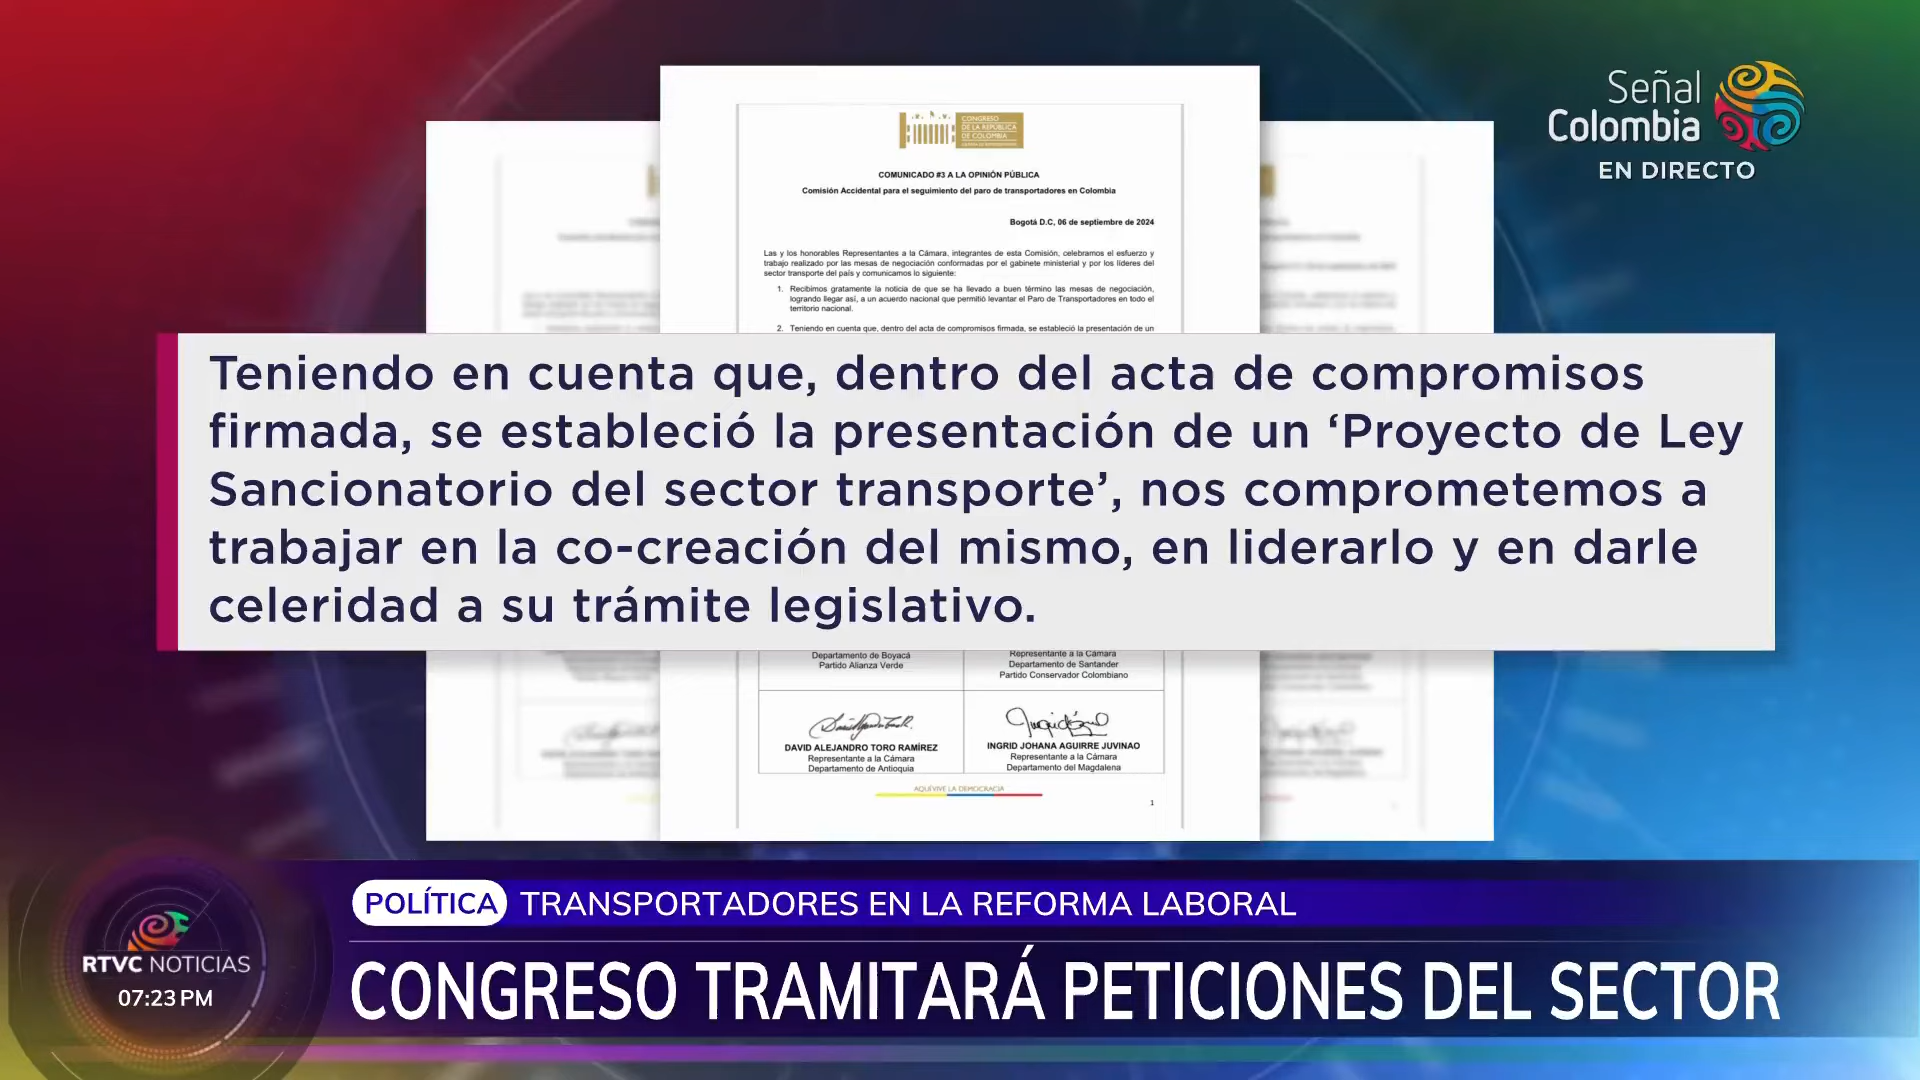 Señal
Colombia
EN DIRECTO
CONGRESO
DE LA REPÚBLICA
DE COLOMBIA
COMUNICADO #3 A LA OPINIÓN PÚBLICA
Comisión Accidental para el seguimiento del paro de transportadores en Colombia
Bogotá D.C, 06 de septiembre de 2024
Las y los honorables Representantes a la Cámara, integrantes de esta Comisión, celebramos el esfuerzo y
trabajo realizado por las mesas de negociación conformadas por el gabinete ministerial y por los líderes del
sector transporte del país y comunicamos lo siguiente:
1. Recibimos gratamente la noticia de que se ha llevado a buen término las mesas de negociación,
logrando llegar así, a un acuerdo nacional que permitió levantar el Paro de Transportadores en todo el
territorio nacional.
2. Teniendo en cuenta que, dentro del acta de compromisos firmada, se estableció la presentación de un
Teniendo en cuenta que, dentro del acta de compromisos
firmada, se estableció la presentación de un ‘Proyecto de Ley
Sancionatorio del sector transporte’, nos comprometemos a
trabajar en la co-creación del mismo, en liderarlo y en darle
celeridad a su trámite legislativo.
Departamento de Boyacá
Partido Alianza Verde
Representante a la Cámara
Departamento de Santander
Partido Conservador Colombiano
DAVID ALEJANDRO TORO RAMÍREZ
Representante a la Cámara
Departamento de Antioquia
INGRID JOHANA AGUIRRE JUVINAO
Representante a la Cámara
Departamento del Magdalena
AQUÍ VIVE LA DEMOCRACIA
1
POLÍTICA TRANSPORTADORES EN LA REFORMA LABORAL
CONGRESO TRAMITARÁ PETICIONES DEL SECTOR
RTVC NOTICIAS
07:23 PM